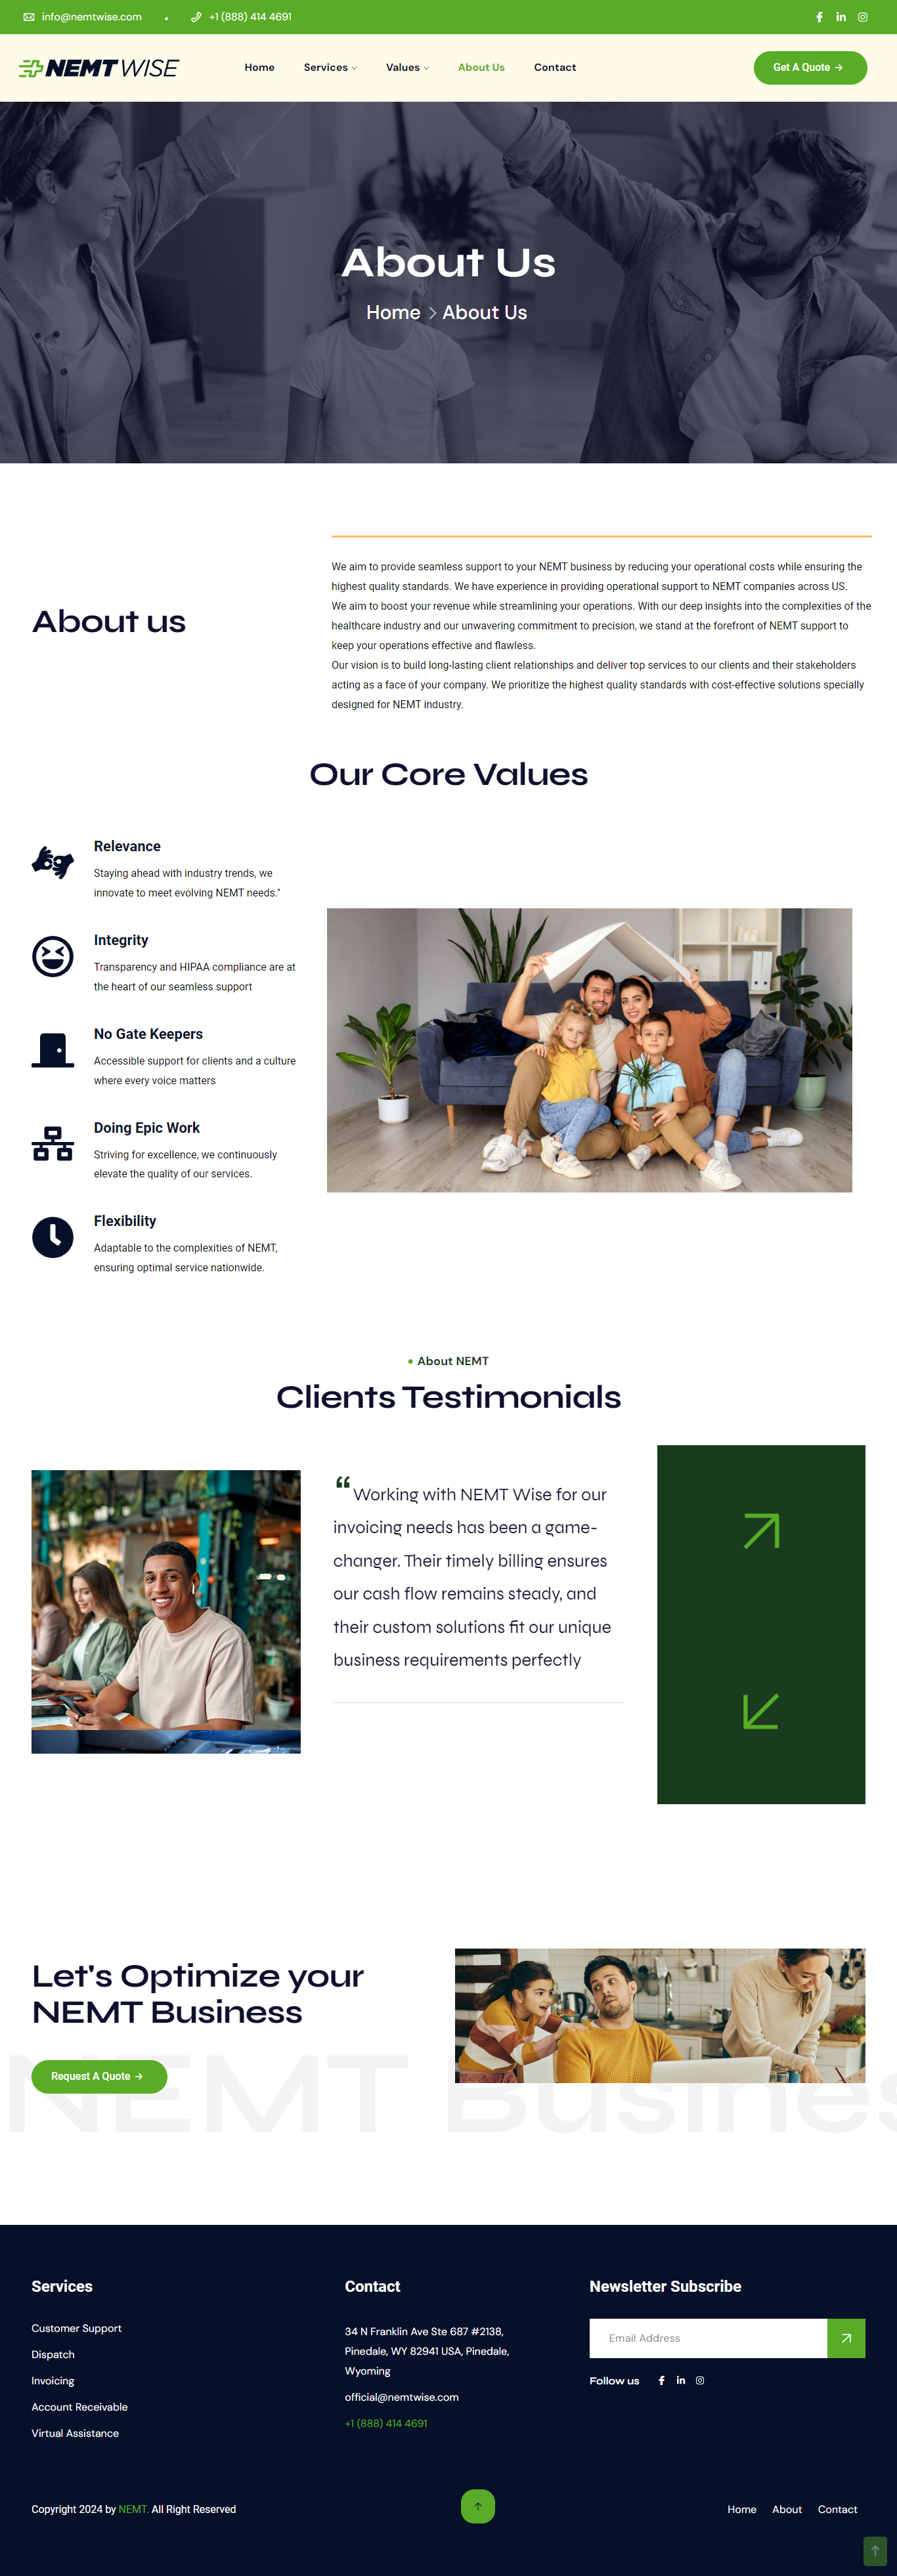 info@nemtwise.com
+1 (888) 414 4691
NEMT WISE
Home
Services
Values
About Us
Contact
Get A Quote
About Us
Home
About Us
About us
We aim to provide seamless support to your NEMT business by reducing your operational costs while ensuring the
highest quality standards. We have experience in providing operational support to NEMT companies across US.
We aim to boost your revenue while streamlining your operations. With our deep insights into the complexities of the
healthcare industry and our unwavering commitment to precision, we stand at the forefront of NEMT support to
keep your operations effective and flawless.
Our vision is to build long-lasting client relationships and deliver top services to our clients and their stakeholders
acting as a face of your company. We prioritize the highest quality standards with cost-effective solutions specially
designed for NEMT industry.
Our Core Values
Relevance
Staying ahead with industry trends, we
innovate to meet evolving NEMT needs."
Integrity
Transparency and HIPAA compliance are at
the heart of our seamless support
No Gate Keepers
Accessible support for clients and a culture
where every voice matters
Doing Epic Work
Striving for excellence, we continuously
elevate the quality of our services.
Flexibility
Adaptable to the complexities of NEMT,
ensuring optimal service nationwide.
About NEMT
Clients Testimonials
“ Working with NEMT Wise for our
invoicing needs has been a game-
changer. Their timely billing ensures
our cash flow remains steady, and
their custom solutions fit our unique
business requirements perfectly
Let's Optimize your
NEMT Business
Request A Quote
NEMT Busines
Services
Customer Support
Dispatch
Invoicing
Account Receivable
Virtual Assistance
Contact
34 N Franklin Ave Ste 687 #2138,
Pinedale, WY 82941 USA, Pinedale,
Wyoming
official@nemtwise.com
+1 (888) 414 4691
Newsletter Subscribe
Email Address
Follow us
Copyright 2024 by NEMT. All Right Reserved
Home
About
Contact